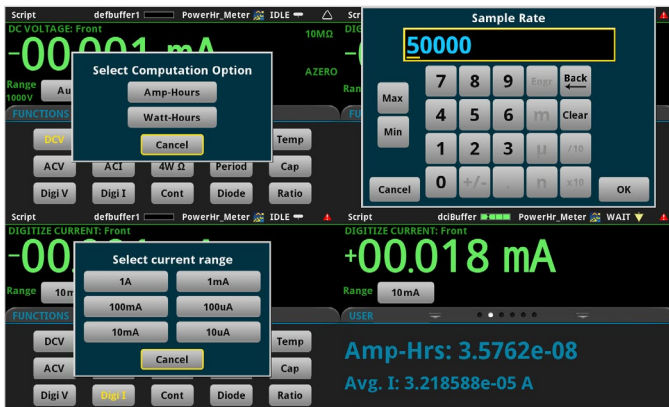 Script defbuffer1 PowerHr_Meter IDLE
DC VOLTAGE: Front
10MΩ
AZERO
Range
1000V
Select Computation Option
Amp-Hours
Watt-Hours
Cancel
FUNCTIONS
DCV Temp
ACV ACI 4W Ω Period Cap
Digi V Digi I Cont Diode Ratio
Sample Rate
50000
Max
Min
7 8 9 Engr Back
4 5 6 m Clear
1 2 3 μ /10
0 +/- . n x10
Cancel
OK
Script defbuffer1 PowerHr_Meter IDLE
DIGITIZE CURRENT: Front
Range
Select current range
1A 1mA
100mA 100uA
10mA 10uA
Cancel
FUNCTIONS
DCV Temp
ACV Cap
Digi V Digi I Cont Diode Ratio
Script dciBuffer PowerHr_Meter WAIT
DIGITIZE CURRENT: Front
+00.018 mA
Range 10mA
USER
Amp-Hrs: 3.5762e-08
Avg. I: 3.218588e-05 A